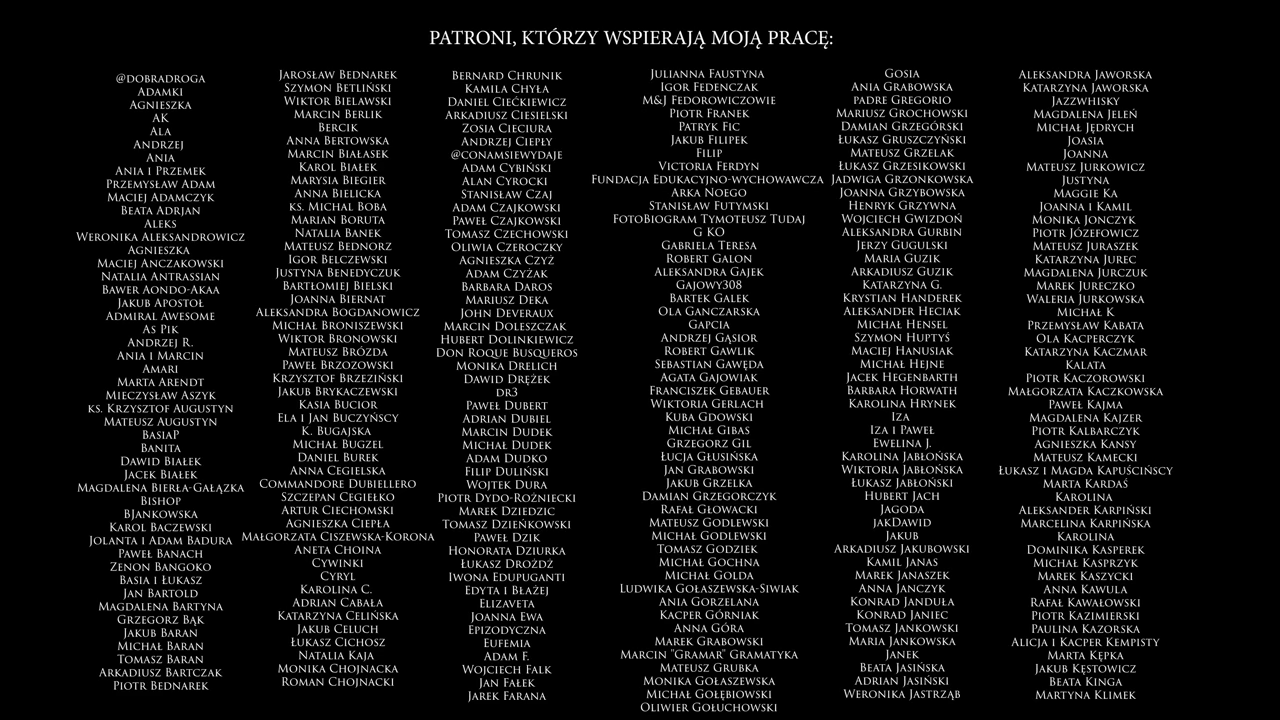 PATRONI, KTÓRZY WSPIERAJĄ MOJĄ PRACĘ:
@dobradroga
Adamki
Agnieszka
AK
Ala
Andrzej
Ania
Ania i Przemek
Przemysław Adam
Maciej Adamczyk
Beata Adrjan
Aleks
Weronika Aleksandrowicz
Agnieszka
Maciej Anczakowski
Natalia Antrassian
Bawer Aondo-Akaa
Jakub Apostoł
Admiral Awesome
As Pik
Andrzej R.
Ania i Marcin
Amari
Marta Arendt
Mieczysław Aszyk
ks. Krzysztof Augustyn
Mateusz Augustyn
BasiaP
Banita
Dawid Białek
Jacek Białek
Magdalena Bierła-Gałązka
Bishop
BJankowska
Karol Baczewski
Jolanta i Adam Badura
Paweł Banach
Zenon Bangoko
Basia i Łukasz
Jan Bartold
Magdalena Bartyna
Grzegorz Bąk
Jakub Baran
Michał Baran
Tomasz Baran
Arkadiusz Bartczak
Piotr Bednarek
Jarosław Bednarek
Szymon Betliński
Wiktor Bielawski
Marcin Berlik
Bercik
Anna Bertowska
Marcin Białasek
Karol Białek
Marysia Biegier
Anna Bielicka
ks. Michał Boba
Marian Boruta
Natalia Banek
Mateusz Bednorz
Igor Belczewski
Justyna Benedyczuk
Bartłomiej Bielski
Joanna Biernat
Aleksandra Bogdanowicz
Michał Broniszewski
Wiktor Bronowski
Mateusz Brózda
Paweł Brzozowski
Krzysztof Brzeziński
Jakub Brykaczewski
Kasia Bucior
Ela i Jan Buczyńscy
K. Bugajska
Michał Bugzel
Daniel Burek
Anna Cegielska
Commandore Dubiellero
Szczepan Cegiełko
Artur Ciechomski
Agnieszka Ciepła
Małgorzata Ciszewska-Korona
Aneta Choina
Cywinki
Cyryl
Karolina C.
Adrian Cabała
Katarzyna Celińska
Jakub Celuch
Łukasz Cichosz
Natalia Kaja
Monika Chojnacka
Roman Chojnacki
Bernard Chrunik
Kamila Chyła
Daniel Ciećkiewicz
Arkadiusz Ciesielski
Zosia Cieciura
Andrzej Ciepły
@conamsiewydaje
Adam Cybiński
Alan Cyrocki
Stanisław Czaj
Adam Czajkowski
Paweł Czajkowski
Tomasz Czechowski
Oliwia Czeroczky
Agnieszka Czyż
Adam Czyżak
Barbara Daros
Mariusz Deka
John Deveraux
Marcin Doleszczak
Hubert Dolinkiewicz
Don Roque Busqueros
Monika Drelich
Dawid Drężek
dr3
Paweł Dubert
Adrian Dubiel
Marcin Dudek
Michał Dudek
Adam Dudko
Filip Duliński
Wojtek Dura
Piotr Dydo-Rożniecki
Marek Dziedzic
Tomasz Dzieńkowski
Paweł Dzik
Honorata Dziurka
Łukasz Drożdż
Iwona Edupuganti
Edyta i Błażej
Elizaveta
Joanna Ewa
Epizodyczna
Eufemia
Adam F.
Wojciech Falk
Jan Fałek
Jarek Farana
Julianna Faustyna
Igor Fedenczak
M&J Fedorowiczowie
Piotr Franek
Patryk Fic
Jakub Filipek
Filip
Victoria Ferdyn
Fundacja Edukacyjno-Wychowawcza
Arka Noego
Stanisław Futymski
FotoBiogram Tymoteusz Tudaj
G KO
Gabriela Teresa
Robert Galon
Aleksandra Gajek
Gajowy308
Bartek Galek
Ola Ganczarska
Gapcia
Andrzej Gąsior
Robert Gawlik
Sebastian Gawęda
Agata Gajowiak
Franciszek Gebauer
Wiktoria Gerlach
Kuba Gdowski
Michał Gibas
Grzegorz Gil
Łucja Głusińska
Jan Grabowski
Jakub Grzelka
Damian Grzegorczyk
Rafał Głowacki
Mateusz Godlewski
Michał Godlewski
Tomasz Godziek
Michał Gochna
Michał Golda
Ludwika Gołaszewska-Siwiak
Ania Gorzelana
Kacper Górniak
Anna Góra
Marek Grabowski
Marcin "Gramar" Gramatyka
Mateusz Grubka
Monika Gołaszewska
Michał Gołębiowski
Oliwier Gołuchowski
Gosia
Ania Grabowska
padre Gregorio
Mariusz Grochowski
Damian Grzegórski
Łukasz Gruszczyński
Mateusz Grzelak
Łukasz Grzesikowski
Jadwiga Grzonkowska
Joanna Grzybowska
Henryk Grzywna
Wojciech Gwizdoń
Aleksandra Gurbin
Jerzy Gugulski
Maria Guzik
Arkadiusz Guzik
Katarzyna G.
Krystian Handerek
Aleksander Heciak
Michał Hensel
Szymon Huptyś
Maciej Hanusiak
Michał Hejne
Jacek Hegenbarth
Barbara Horwath
Karolina Hrynek
Iza
Iza i Paweł
Ewelina J.
Karolina Jabłońska
Wiktoria Jabłońska
Łukasz Jabłoński
Hubert Jach
Jagoda
jakDawid
Jakub
Arkadiusz Jakubowski
Kamil Janas
Marek Janaszek
Anna Janczyk
Konrad Janduła
Konrad Janiec
Tomasz Jankowski
Maria Jankowska
Janek
Beata Jasińska
Adrian Jasiński
Weronika Jastrząb
Aleksandra Jaworska
Katarzyna Jaworska
Jazzwhisky
Magdalena Jeleń
Michał Jędrych
Joasia
Joanna
Mateusz Jurkowicz
Justyna
Maggie Ka
Joanna i Kamil
Monika Jonczyk
Piotr Józefowicz
Mateusz Juraszek
Katarzyna Jurec
Magdalena Jurczuk
Marek Jureczko
Waleria Jurkowska
Michał K
Przemysław Kabata
Ola Kacperczyk
Katarzyna Kaczmar
Kalata
Piotr Kaczorowski
Małgorzata Kaczkowska
Paweł Kajma
Magdalena Kajzer
Piotr Kalbarczyk
Agnieszka Kansy
Mateusz Kamecki
Łukasz i Magda Kapuścińscy
Marta Kardaś
Karolina
Aleksander Karpiński
Marcelina Karpińska
Karolina
Dominika Kasperek
Michał Kasprzyk
Marek Kaszycki
Anna Kawula
Rafał Kawałowski
Piotr Kazimierski
Paulina Kazorska
Alicja i Kacper Kempisty
Marta Kępka
Jakub Kęstowicz
Beata Kinga
Martyna Klimek